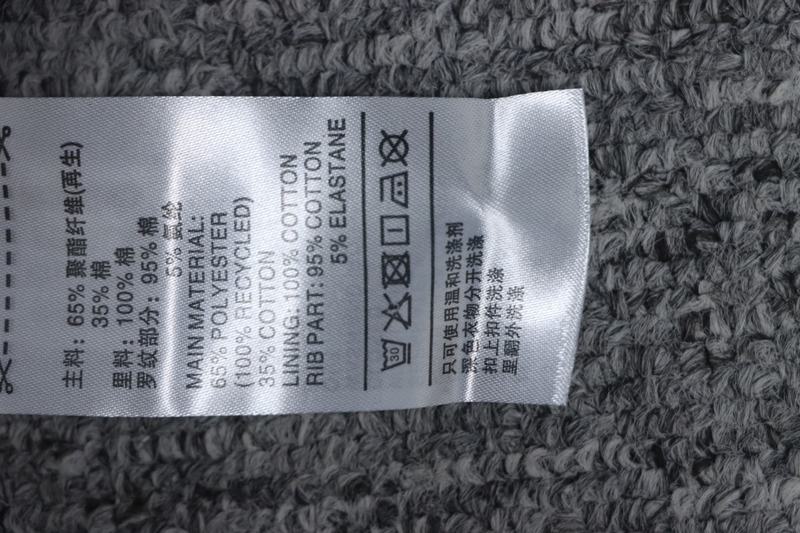 主料: 65% 聚酯纤维(再生)
35% 棉
里料: 100% 棉
罗纹部分: 95% 棉
5% 氨纶
MAIN MATERIAL:
65% POLYESTER
(100% RECYCLED)
35% COTTON
LINING: 100% COTTON
RIB PART: 95% COTTON
5% ELASTANE
30
只可使用温和洗涤剂
深色衣物分开洗涤
扣上扣件洗涤
里翻外洗涤